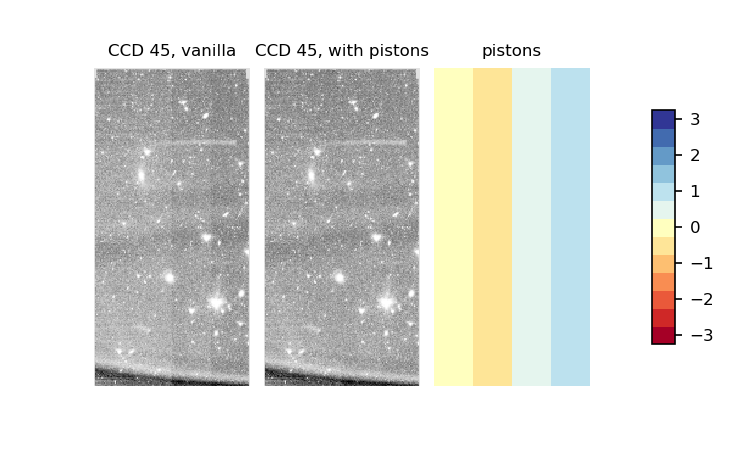 CCD 45, vanilla
CCD 45, with pistons
pistons
3
2
1
0
−1
−2
−3